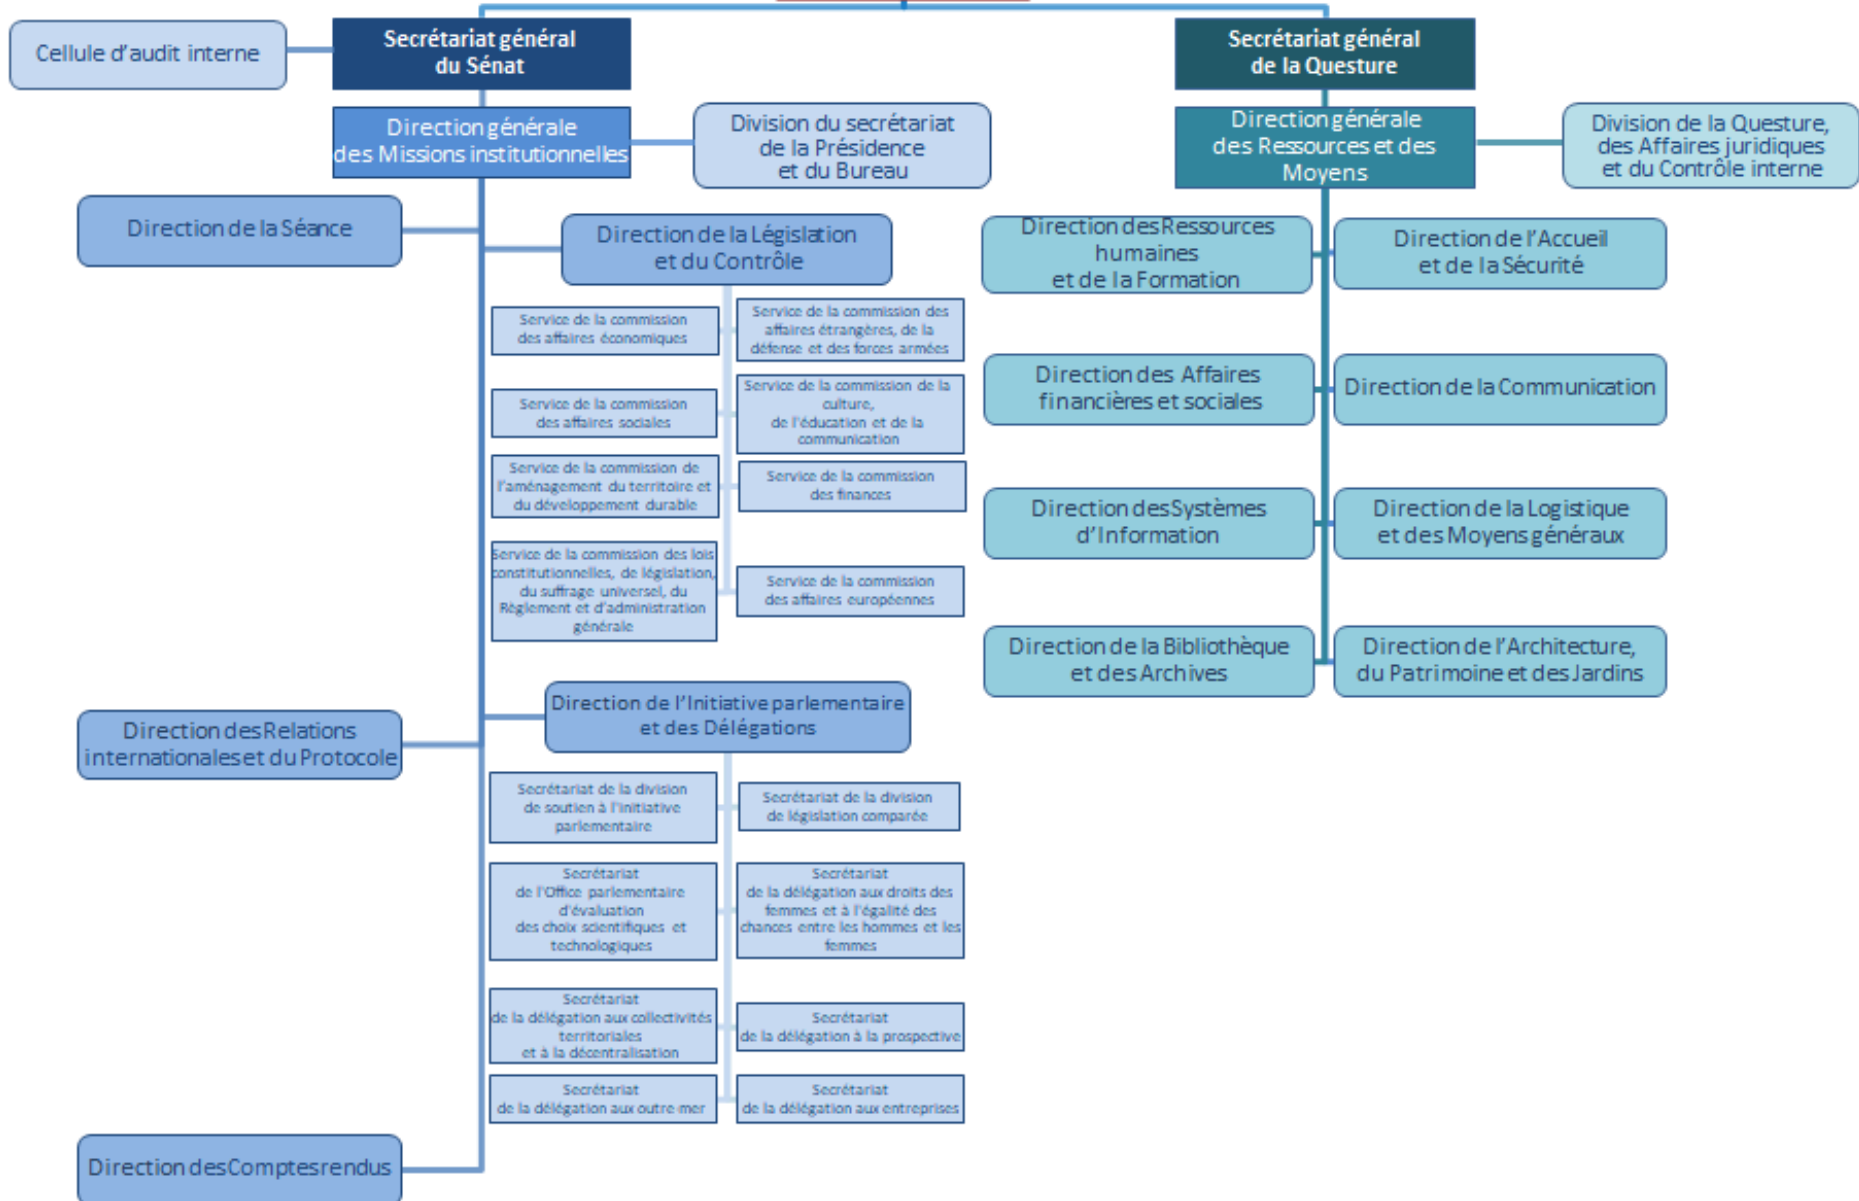 Cellule d'audit interne
Secrétariat général
du Sénat
Secrétariat général
de la Questure
Direction générale
des Missions institutionnelles
Division du secrétariat
de la Présidence
et du Bureau
Direction générale
des Ressources et des
Moyens
Division de la Questure,
des Affaires juridiques
et du Contrôle interne
Direction de la Séance
Direction de la Législation
et du Contrôle
Direction des Ressources
humaines
et de la Formation
Direction de l'Accueil
et de la Sécurité
Service de la commission
des affaires économiques
Service de la commission des
affaires étrangères, de la
défense et des forces armées
Direction des Affaires
financières et sociales
Direction de la Communication
Service de la commission
des affaires sociales
Service de la commission de la
culture,
de l'éducation et de la
communication
Service de la commission de
l'aménagement du territoire et
du développement durable
Service de la commission
des finances
Direction des Systèmes
d'Information
Direction de la Logistique
et des Moyens généraux
Service de la commission des lois
constitutionnelles, de législation,
du suffrage universel, du
Règlement et d'administration
générale
Service de la commission
des affaires européennes
Direction de la Bibliothèque
et des Archives
Direction de l'Architecture,
du Patrimoine et des Jardins
Direction des Relations
internationales et du Protocole
Direction de l'Initiative parlementaire
et des Délégations
Secrétariat de la division
de soutien à l'initiative
parlementaire
Secrétariat de la division
de législation comparée
Secrétariat
de l'Office parlementaire
d'évaluation
des choix scientifiques et
technologiques
Secrétariat
de la délégation aux droits des
femmes et à l'égalité des
chances entre les hommes et les
femmes
Secrétariat
de la délégation aux collectivités
territoriales
et à la décentralisation
Secrétariat
de la délégation à la prospective
Secrétariat
de la délégation aux outre-mer
Secrétariat
de la délégation aux entreprises
Direction des Comptes rendus